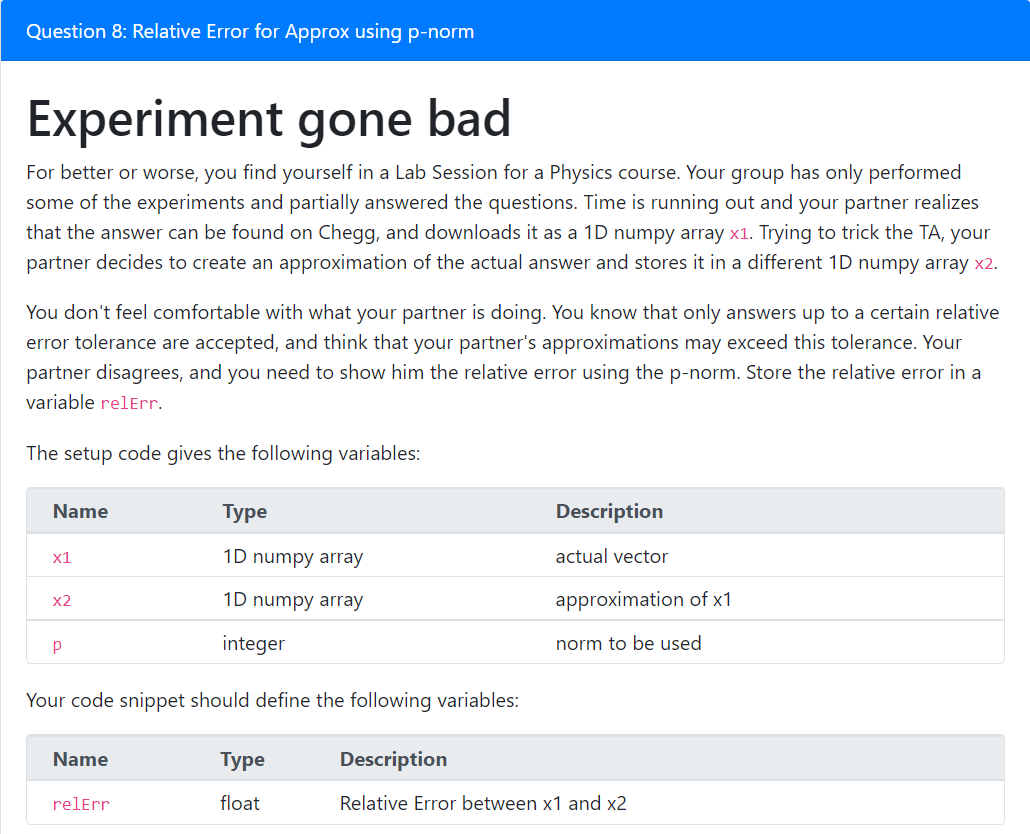 Question 8: Relative Error for Approx using p-norm
Experiment gone bad
For better or worse, you find yourself in a Lab Session for a Physics course. Your group has only performed
some of the experiments and partially answered the questions. Time is running out and your partner realizes
that the answer can be found on Chegg, and downloads it as a 1D numpy array x1. Trying to trick the TA, your
partner decides to create an approximation of the actual answer and stores it in a different 1D numpy array x2.
You don't feel comfortable with what your partner is doing. You know that only answers up to a certain relative
error tolerance are accepted, and think that your partner's approximations may exceed this tolerance. Your
partner disagrees, and you need to show him the relative error using the p-norm. Store the relative error in a
variable relErr.
The setup code gives the following variables:
Name Type Description
x1 1D numpy array actual vector
x2 1D numpy array approximation of x1
p integer norm to be used
Your code snippet should define the following variables:
Name Type Description
relErr float Relative Error between x1 and x2